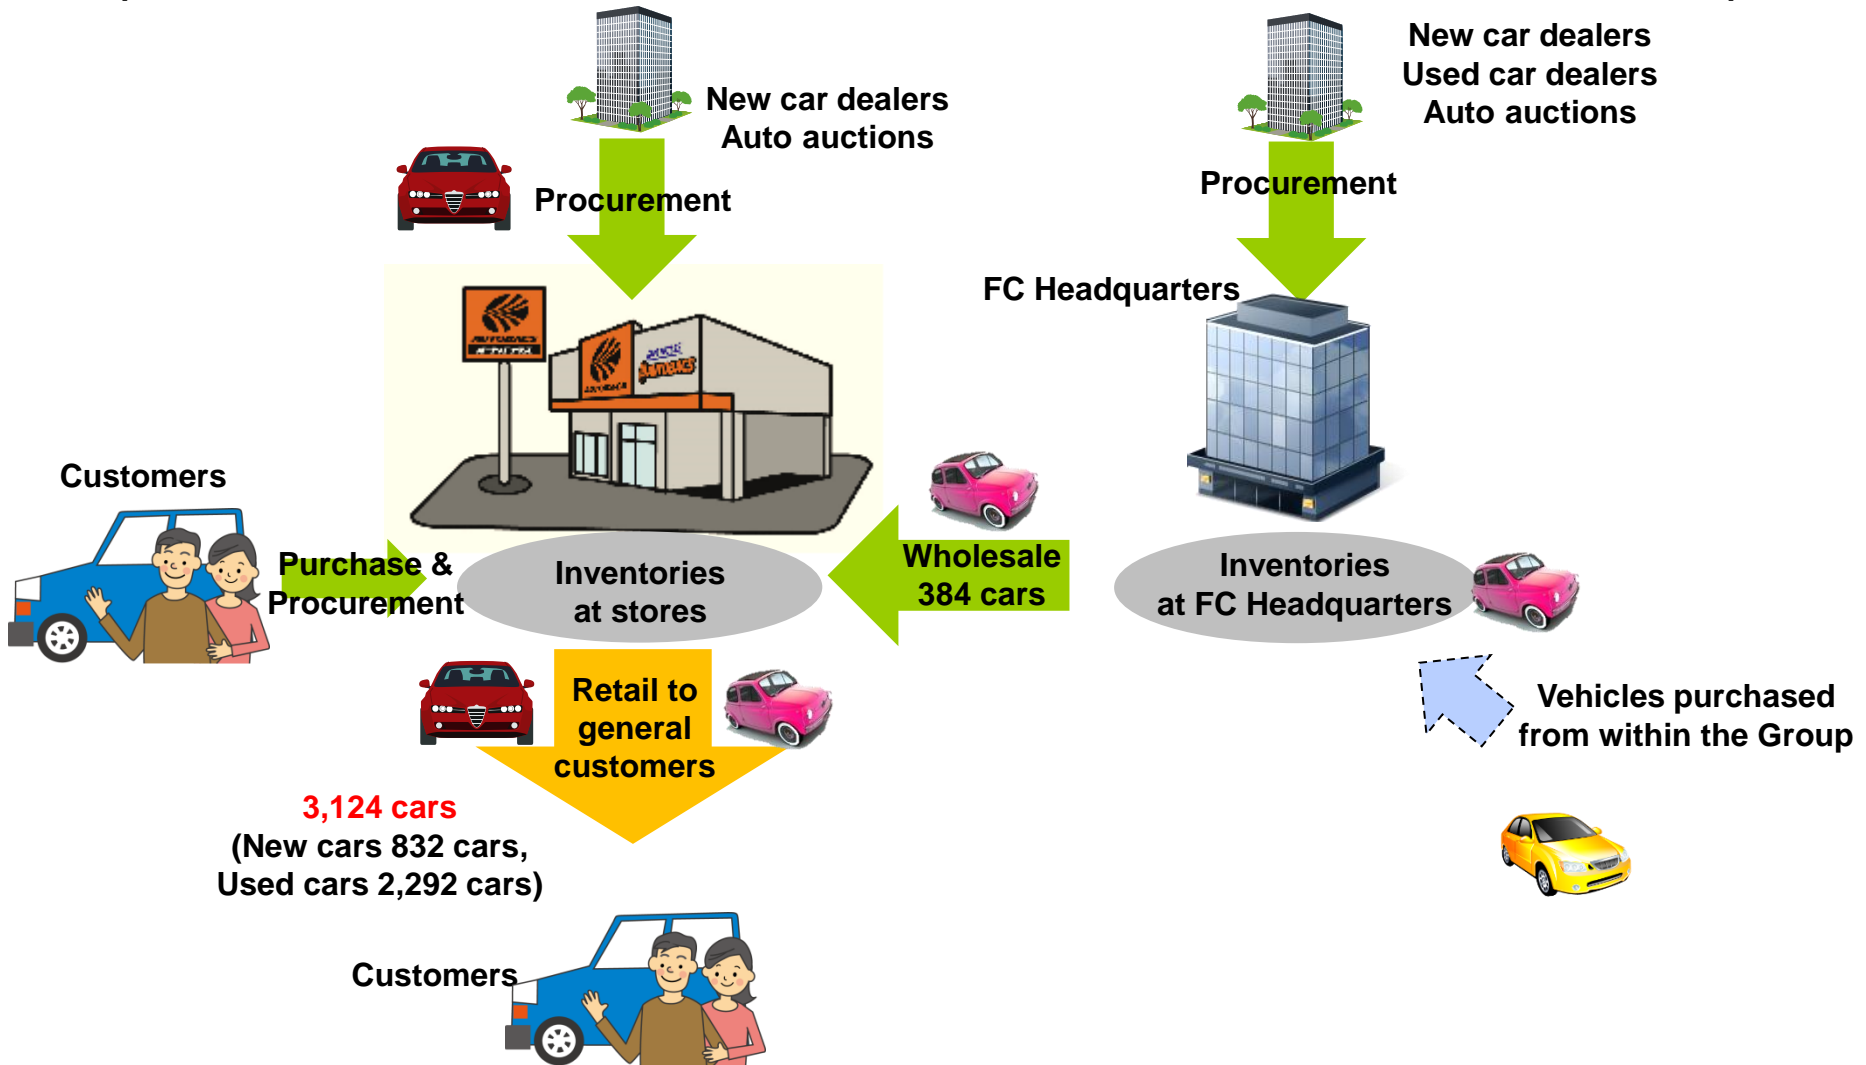 New car dealers
Auto auctions
New car dealers
Used car dealers
Auto auctions
Procurement
Procurement
FC Headquarters
AUTOBACS
AUTOBACS
Customers
Purchase &
Procurement
Inventories
at stores
Wholesale
384 cars
Inventories
at FC Headquarters
Retail to
general
customers
Vehicles purchased
from within the Group
3,124 cars
(New cars 832 cars,
Used cars 2,292 cars)
Customers